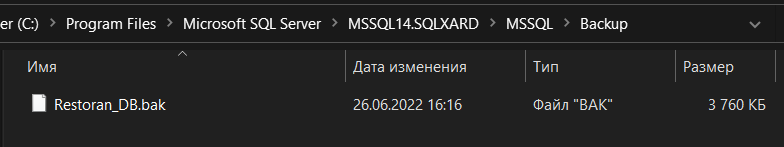 er (C:) > Program Files > Microsoft SQL Server > MSSQL14.SQLXARD > MSSQL > Backup
Имя Дата изменения Тип Размер
Restoran_DB.bak 26.06.2022 16:16 Файл "BAK" 3 760 КБ